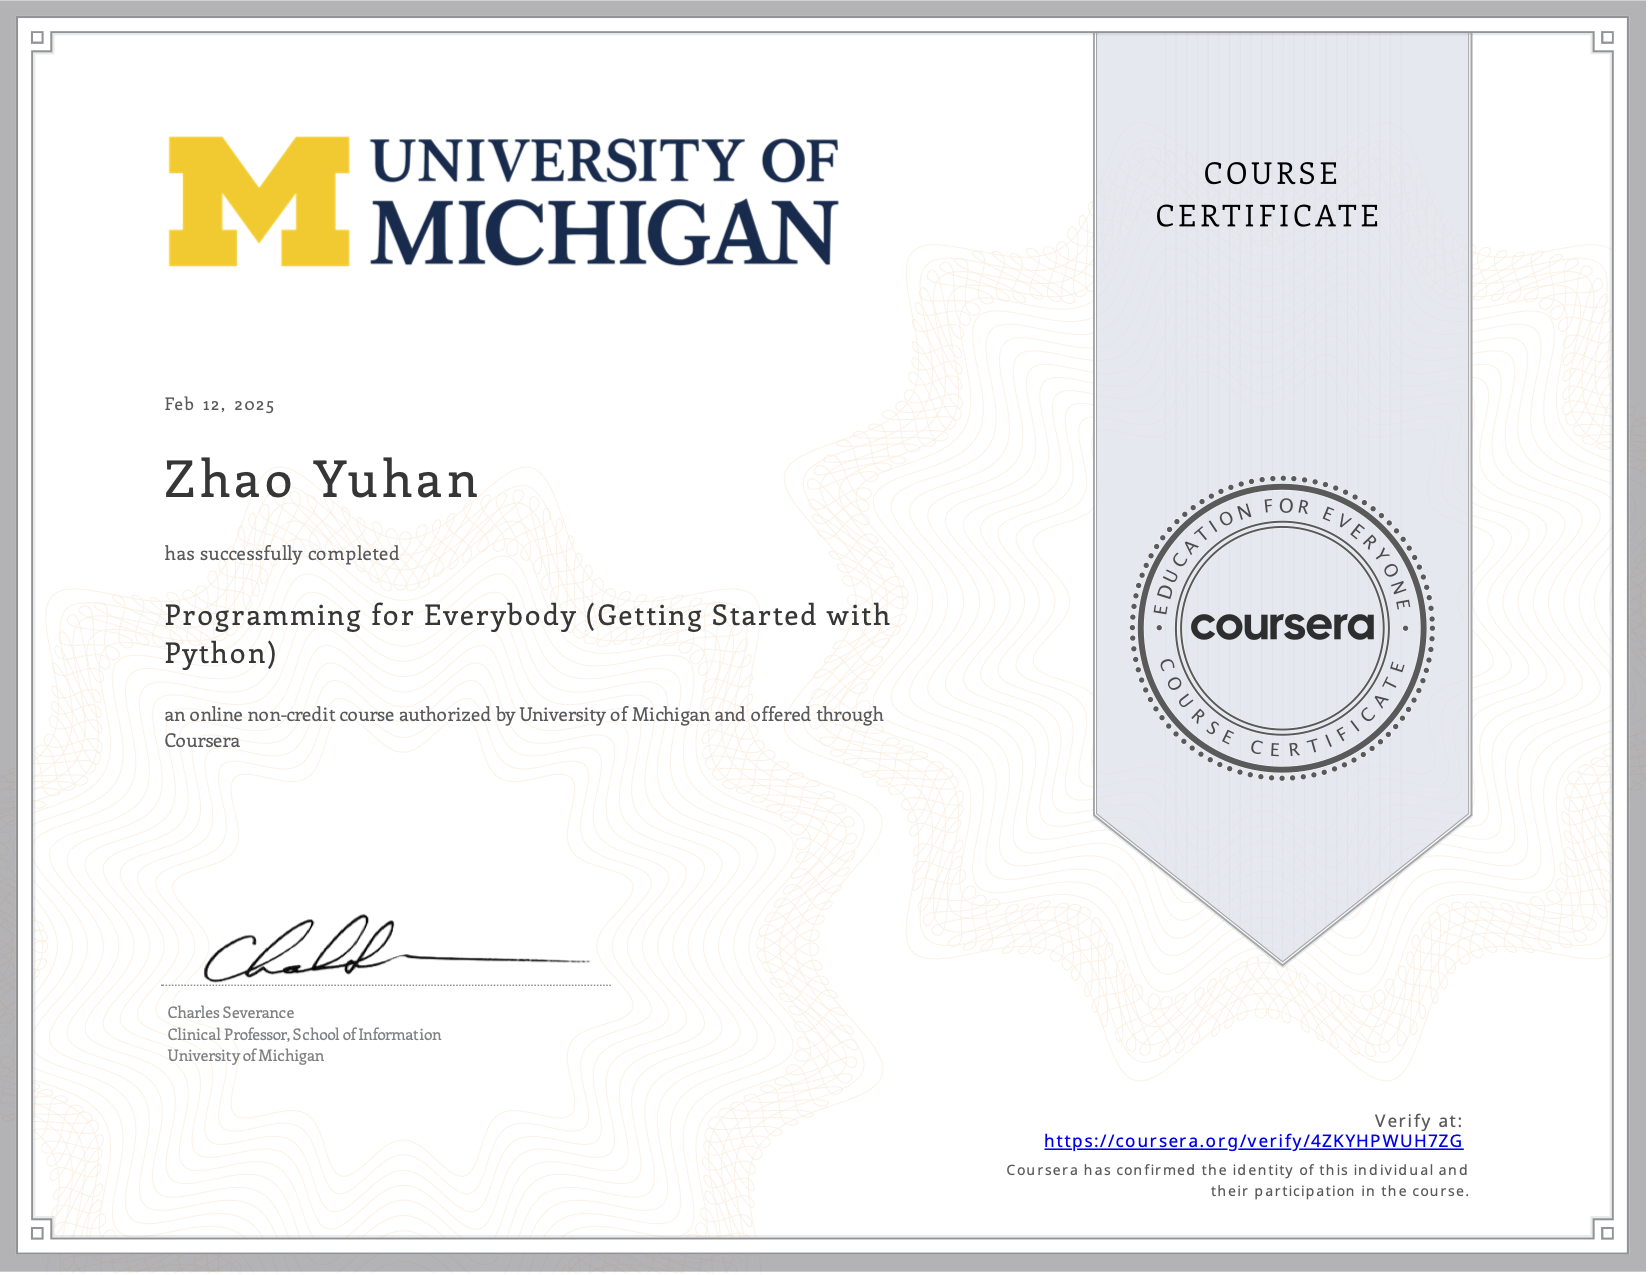 UNIVERSITY OF
MICHIGAN
COURSE
CERTIFICATE
Feb 12, 2025
Zhao Yuhan
has successfully completed
Programming for Everybody (Getting Started with
Python)
an online non-credit course authorized by University of Michigan and offered through
Coursera
EDUCATION FOR EVERYONE
coursera
COURSE CERTIFICATE
Charles Severance
Clinical Professor, School of Information
University of Michigan
Verify at:
https://coursera.org/verify/4ZKYHPWUH7ZG
Coursera has confirmed the identity of this individual and
their participation in the course.